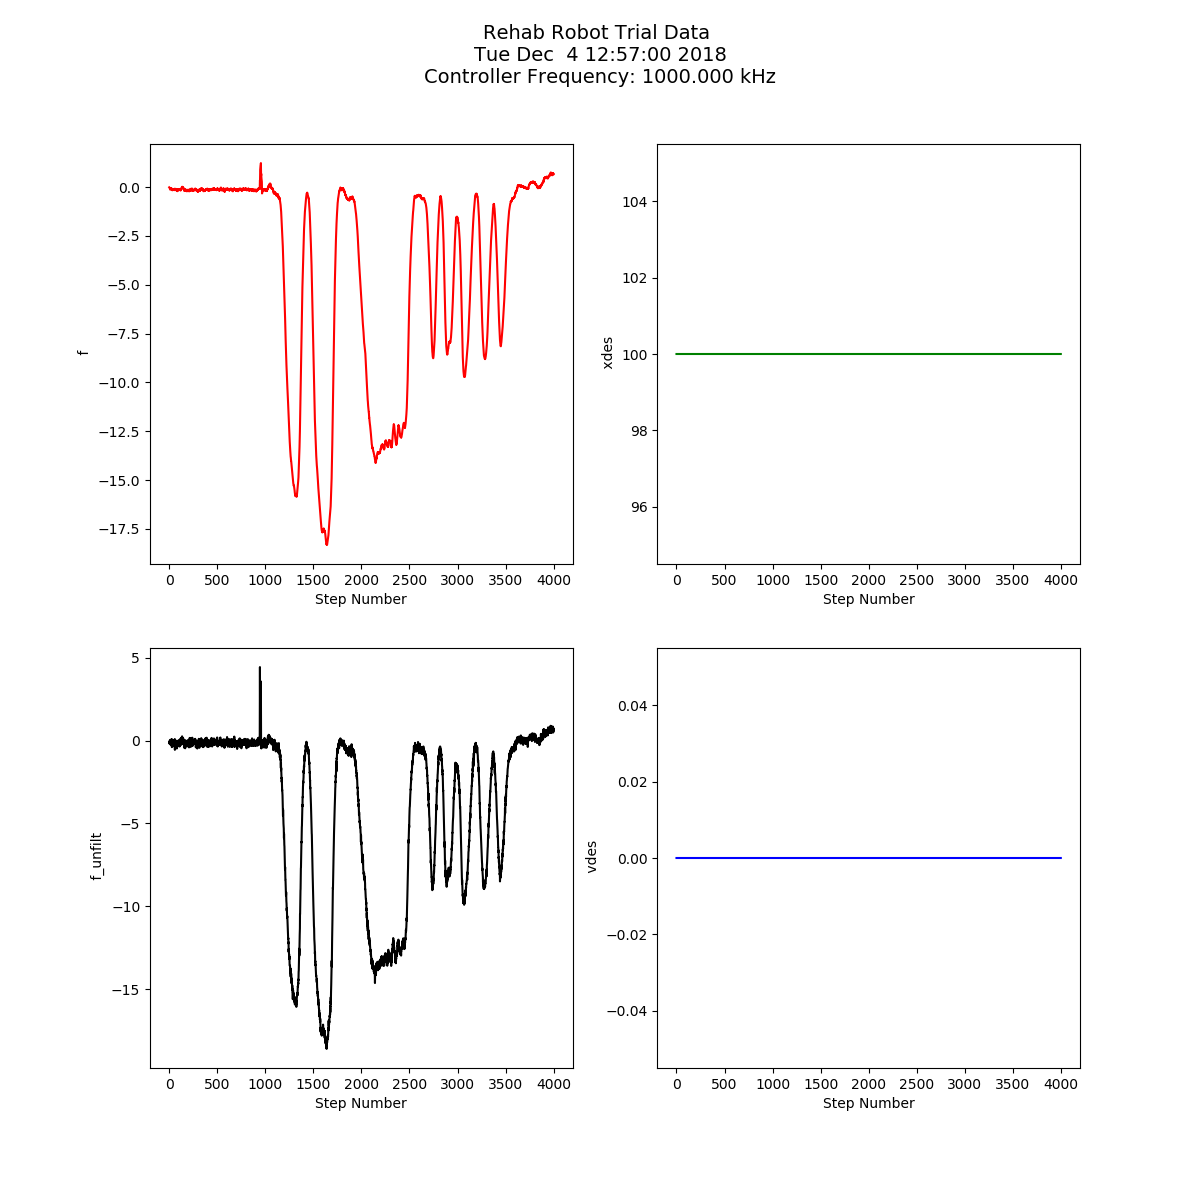 Rehab Robot Trial Data
Tue Dec  4 12:57:00 2018
Controller Frequency: 1000.000 kHz
0.0
−2.5
−5.0
−7.5
−10.0
−12.5
−15.0
−17.5
f
0 500 1000 1500 2000 2500 3000 3500 4000
Step Number
104
102
100
98
96
xdes
0 500 1000 1500 2000 2500 3000 3500 4000
Step Number
5
0
−5
−10
−15
f_unfilt
0 500 1000 1500 2000 2500 3000 3500 4000
Step Number
0.04
0.02
0.00
−0.02
−0.04
vdes
0 500 1000 1500 2000 2500 3000 3500 4000
Step Number